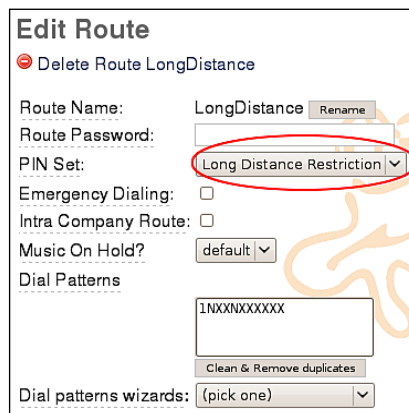 Edit Route
Delete Route LongDistance
Route Name: LongDistance Rename
Route Password:
PIN Set: Long Distance Restriction
Emergency Dialing:
Intra Company Route:
Music On Hold? default
Dial Patterns
1NXXNXXXXXX
Clean & Remove duplicates
Dial patterns wizards: (pick one)